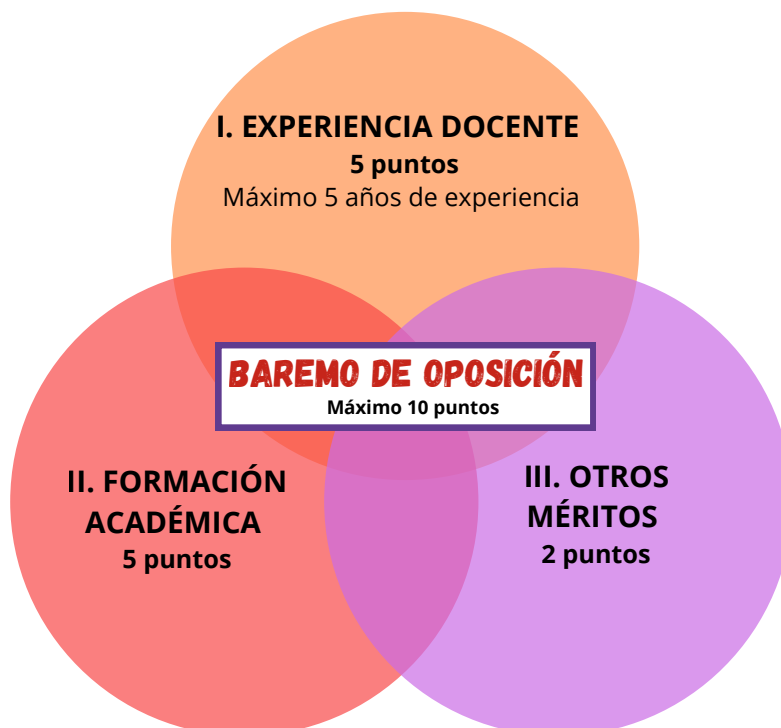 I. EXPERIENCIA DOCENTE
5 puntos
Máximo 5 años de experiencia
BAREMO DE OPOSICIÓN
Máximo 10 puntos
II. FORMACIÓN
ACADÉMICA
5 puntos
III. OTROS
MÉRITOS
2 puntos